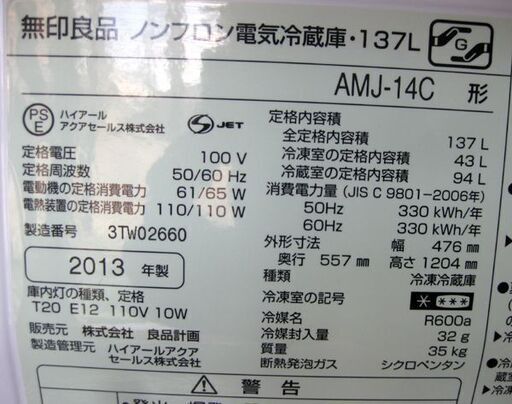 無印良品 ノンフロン電気冷蔵庫・137L
G
AMJ-14C 形
PS E ハイアール アクアセールス株式会社
S JET
定格電圧 100 V
定格周波数 50/60 Hz
電動機の定格消費電力 61/65 W
電熱装置の定格消費電力 110/110 W
製造番号 3TW02660
2013 年製
庫内灯の種類、定格
T20 E12 110V 10W
販売元 株式会社 良品計画
製造管理元 ハイアールアクアセールス株式会社
定格内容積
全定格内容積 137 L
冷凍室の定格内容積 43 L
冷蔵室の定格内容積 94 L
消費電力量 (JIS C 9801-2006年)
50Hz 330 kWh/年
60Hz 330 kWh/年
外形寸法 幅 476 mm
奥行 557 mm 高さ 1204 mm
種類 冷凍冷蔵庫
冷凍室の記号
冷媒名 R600a
冷媒封入量 32 g
質量 35 kg
断熱発泡ガス シクロペンタン
警告